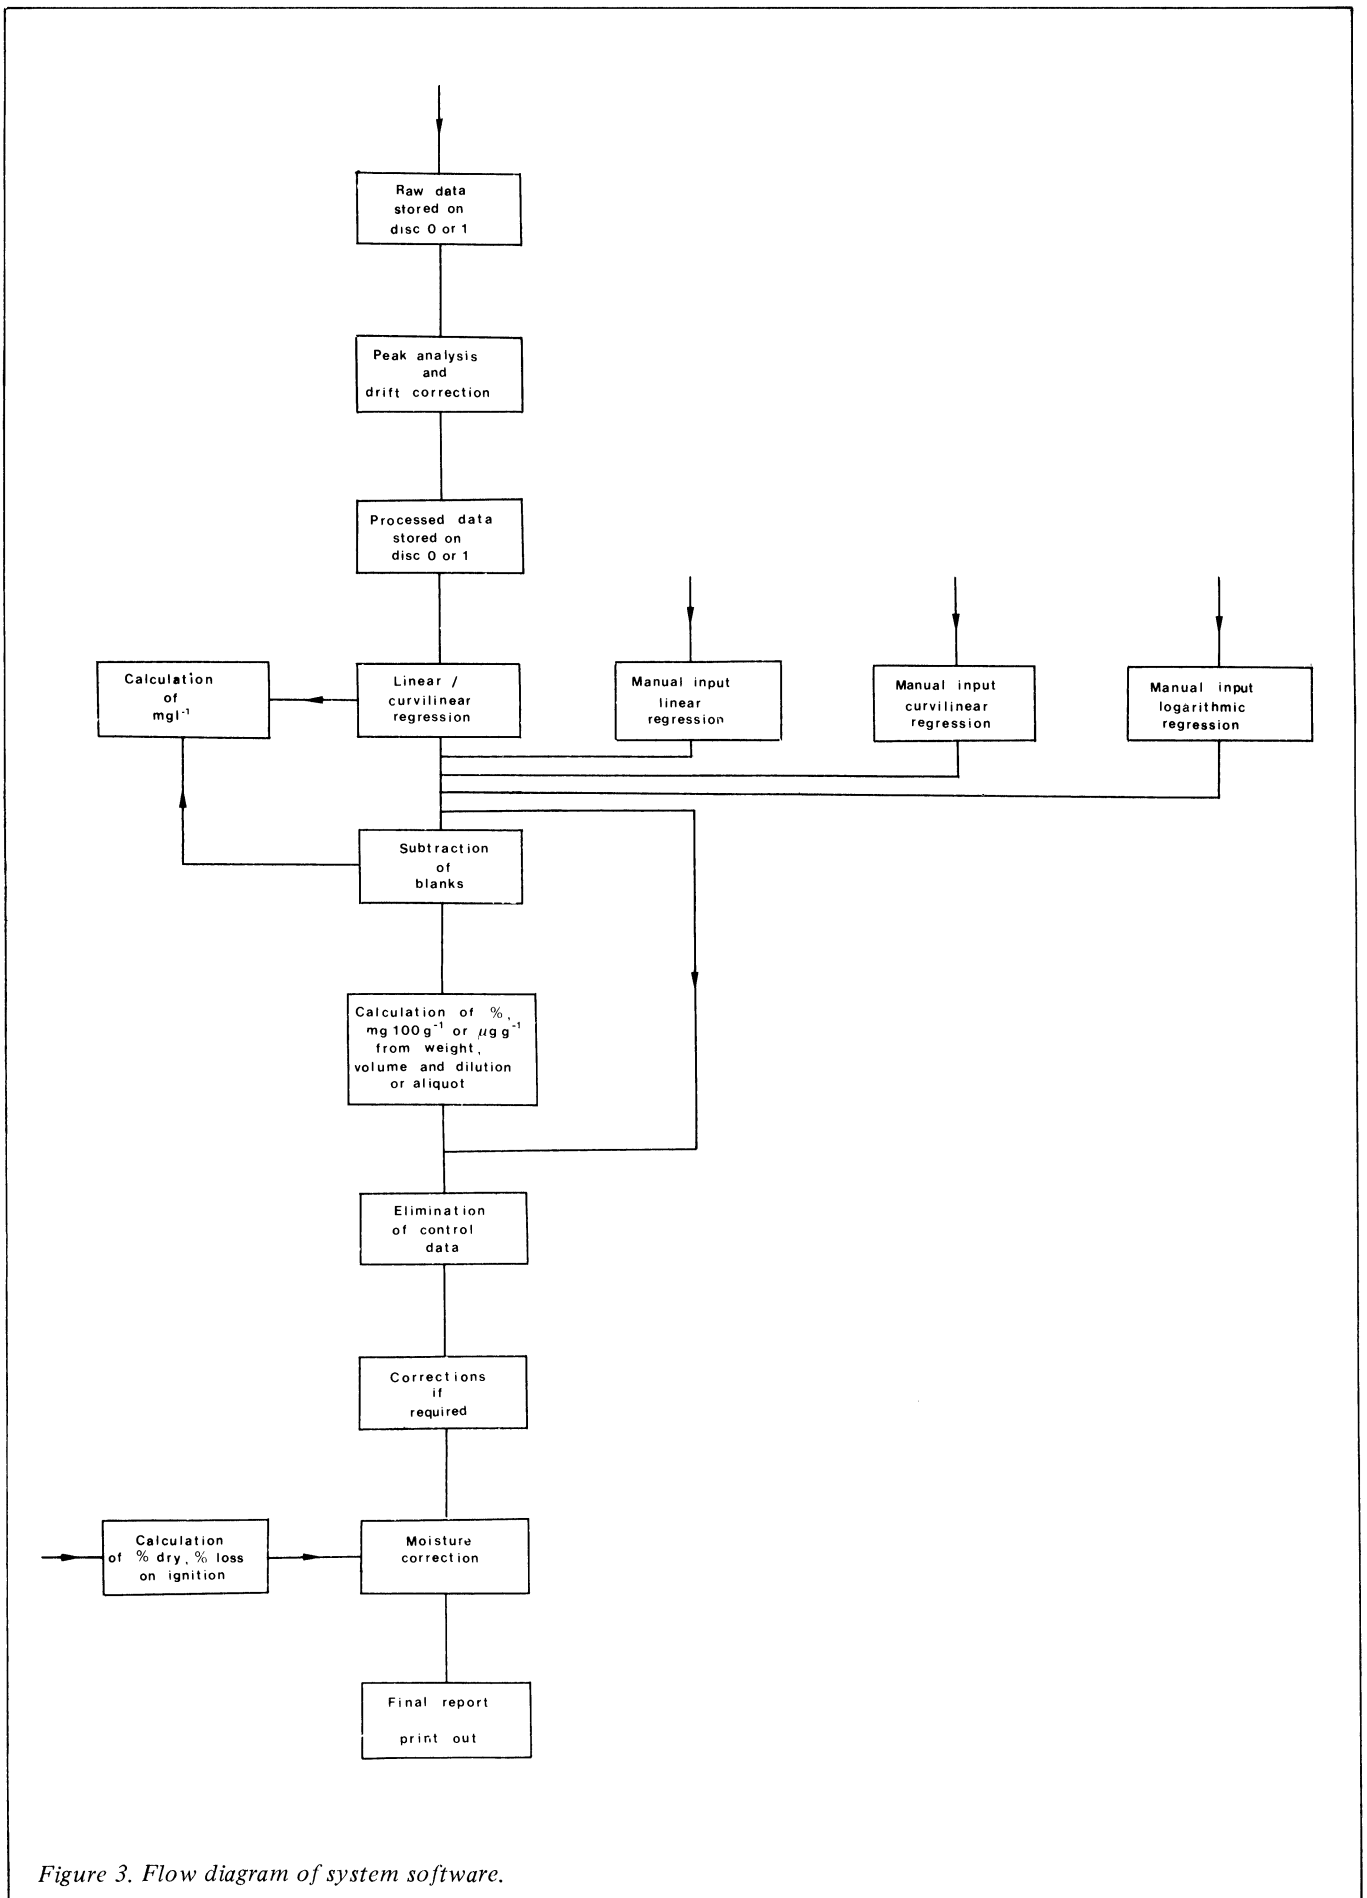 Raw data
stored on
disc 0 or 1
Peak analysis
and
drift correction
Processed data
stored on
disc 0 or 1
Calculation
of
mgl⁻¹
Linear /
curvilinear
regression
Manual input
linear
regression
Manual input
curvilinear
regression
Manual input
logarithmic
regression
Subtraction
of
blanks
Calculation of %,
mg 100 g⁻¹ or µg g⁻¹
from weight,
volume and dilution
or aliquot
Elimination
of control
data
Corrections
if
required
Calculation
of % dry, % loss
on ignition
Moisture
correction
Final report
print out
Figure 3. Flow diagram of system software.